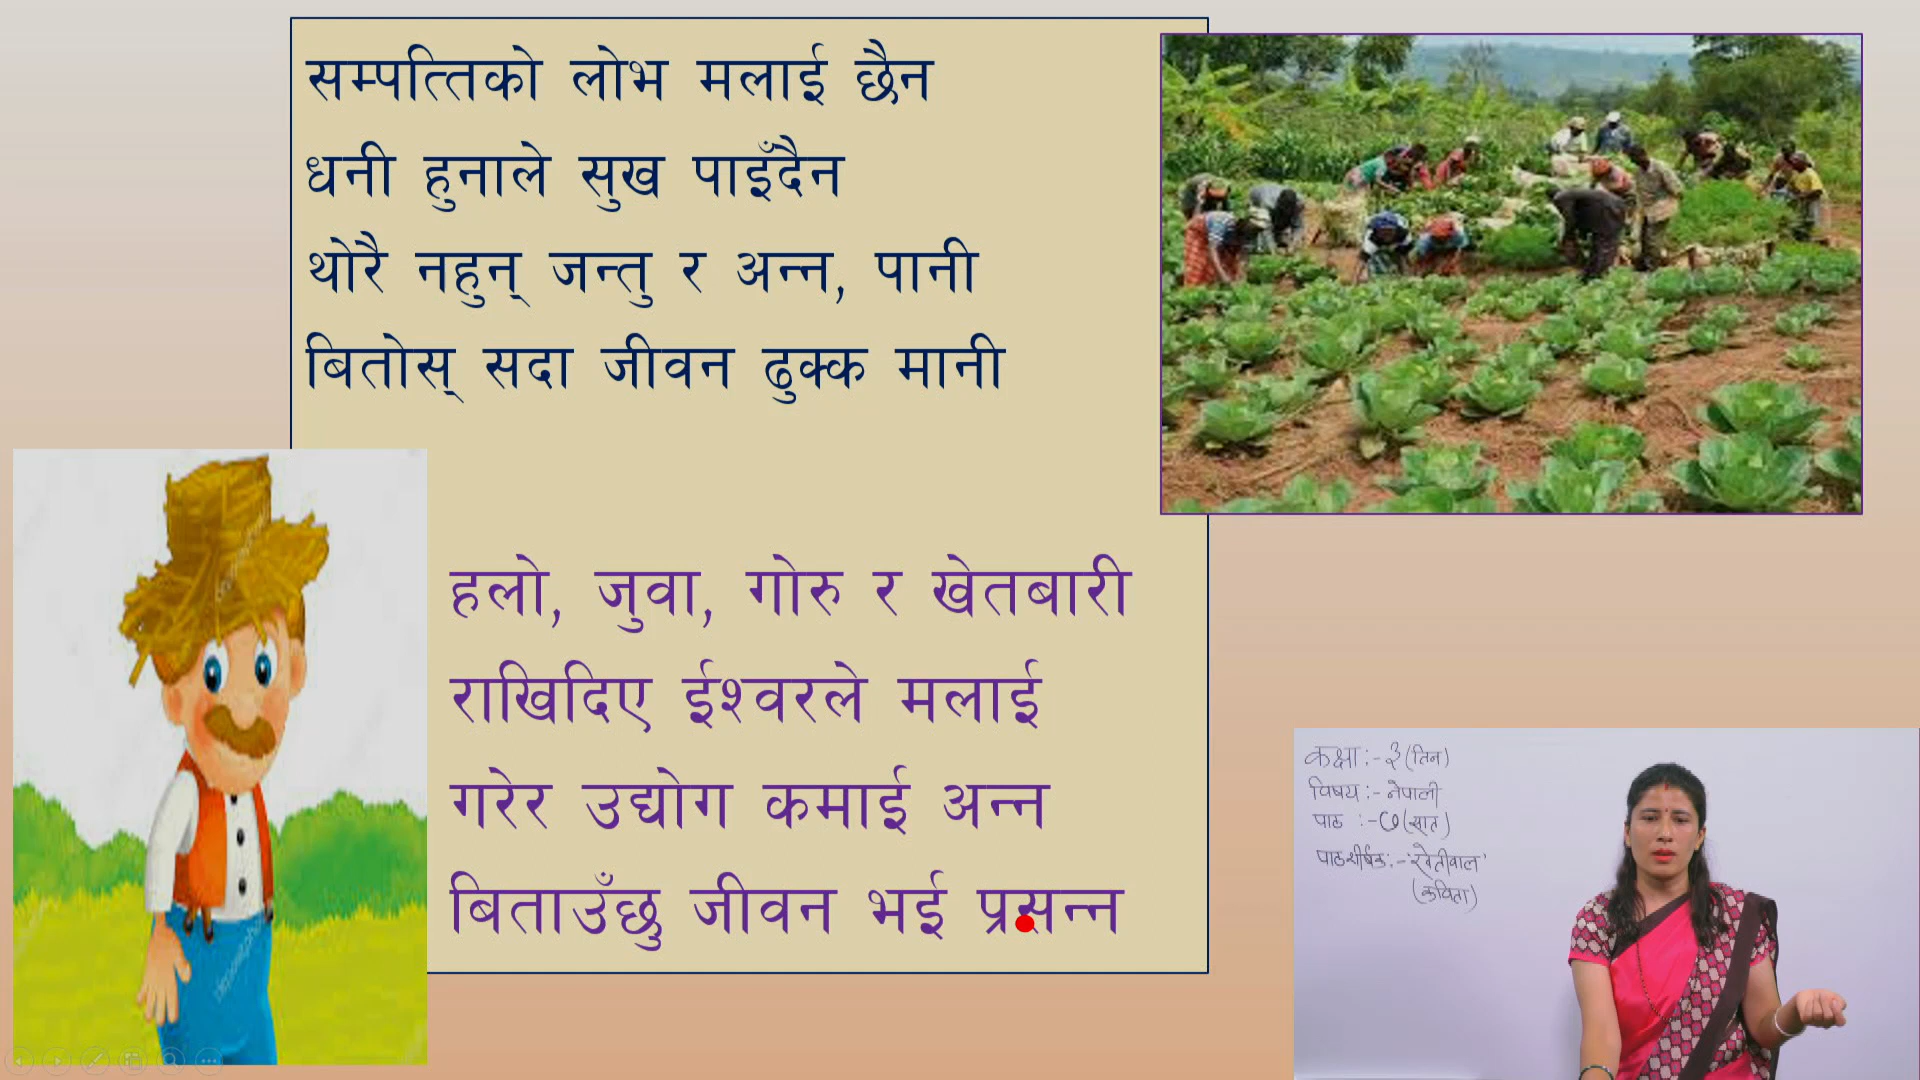 सम्पत्तिको लोभ मलाई छैन
धनी हुनाले सुख पाइँदैन
थोरै नहुन् जन्तु र अन्न, पानी
बितोस् सदा जीवन ढुक्क मानी
हलो, जुवा, गोरु र खेतबारी
राखिदिए ईश्वरले मलाई
गरेर उद्योग कमाई अन्न
बिताउँछु जीवन भई प्रसन्न
कक्षा :- ३ (तिन)
विषय :- नेपाली
पाठ :- ७ (सात)
पाठशीर्षक :- 'खेतीवाल'
(कविता)